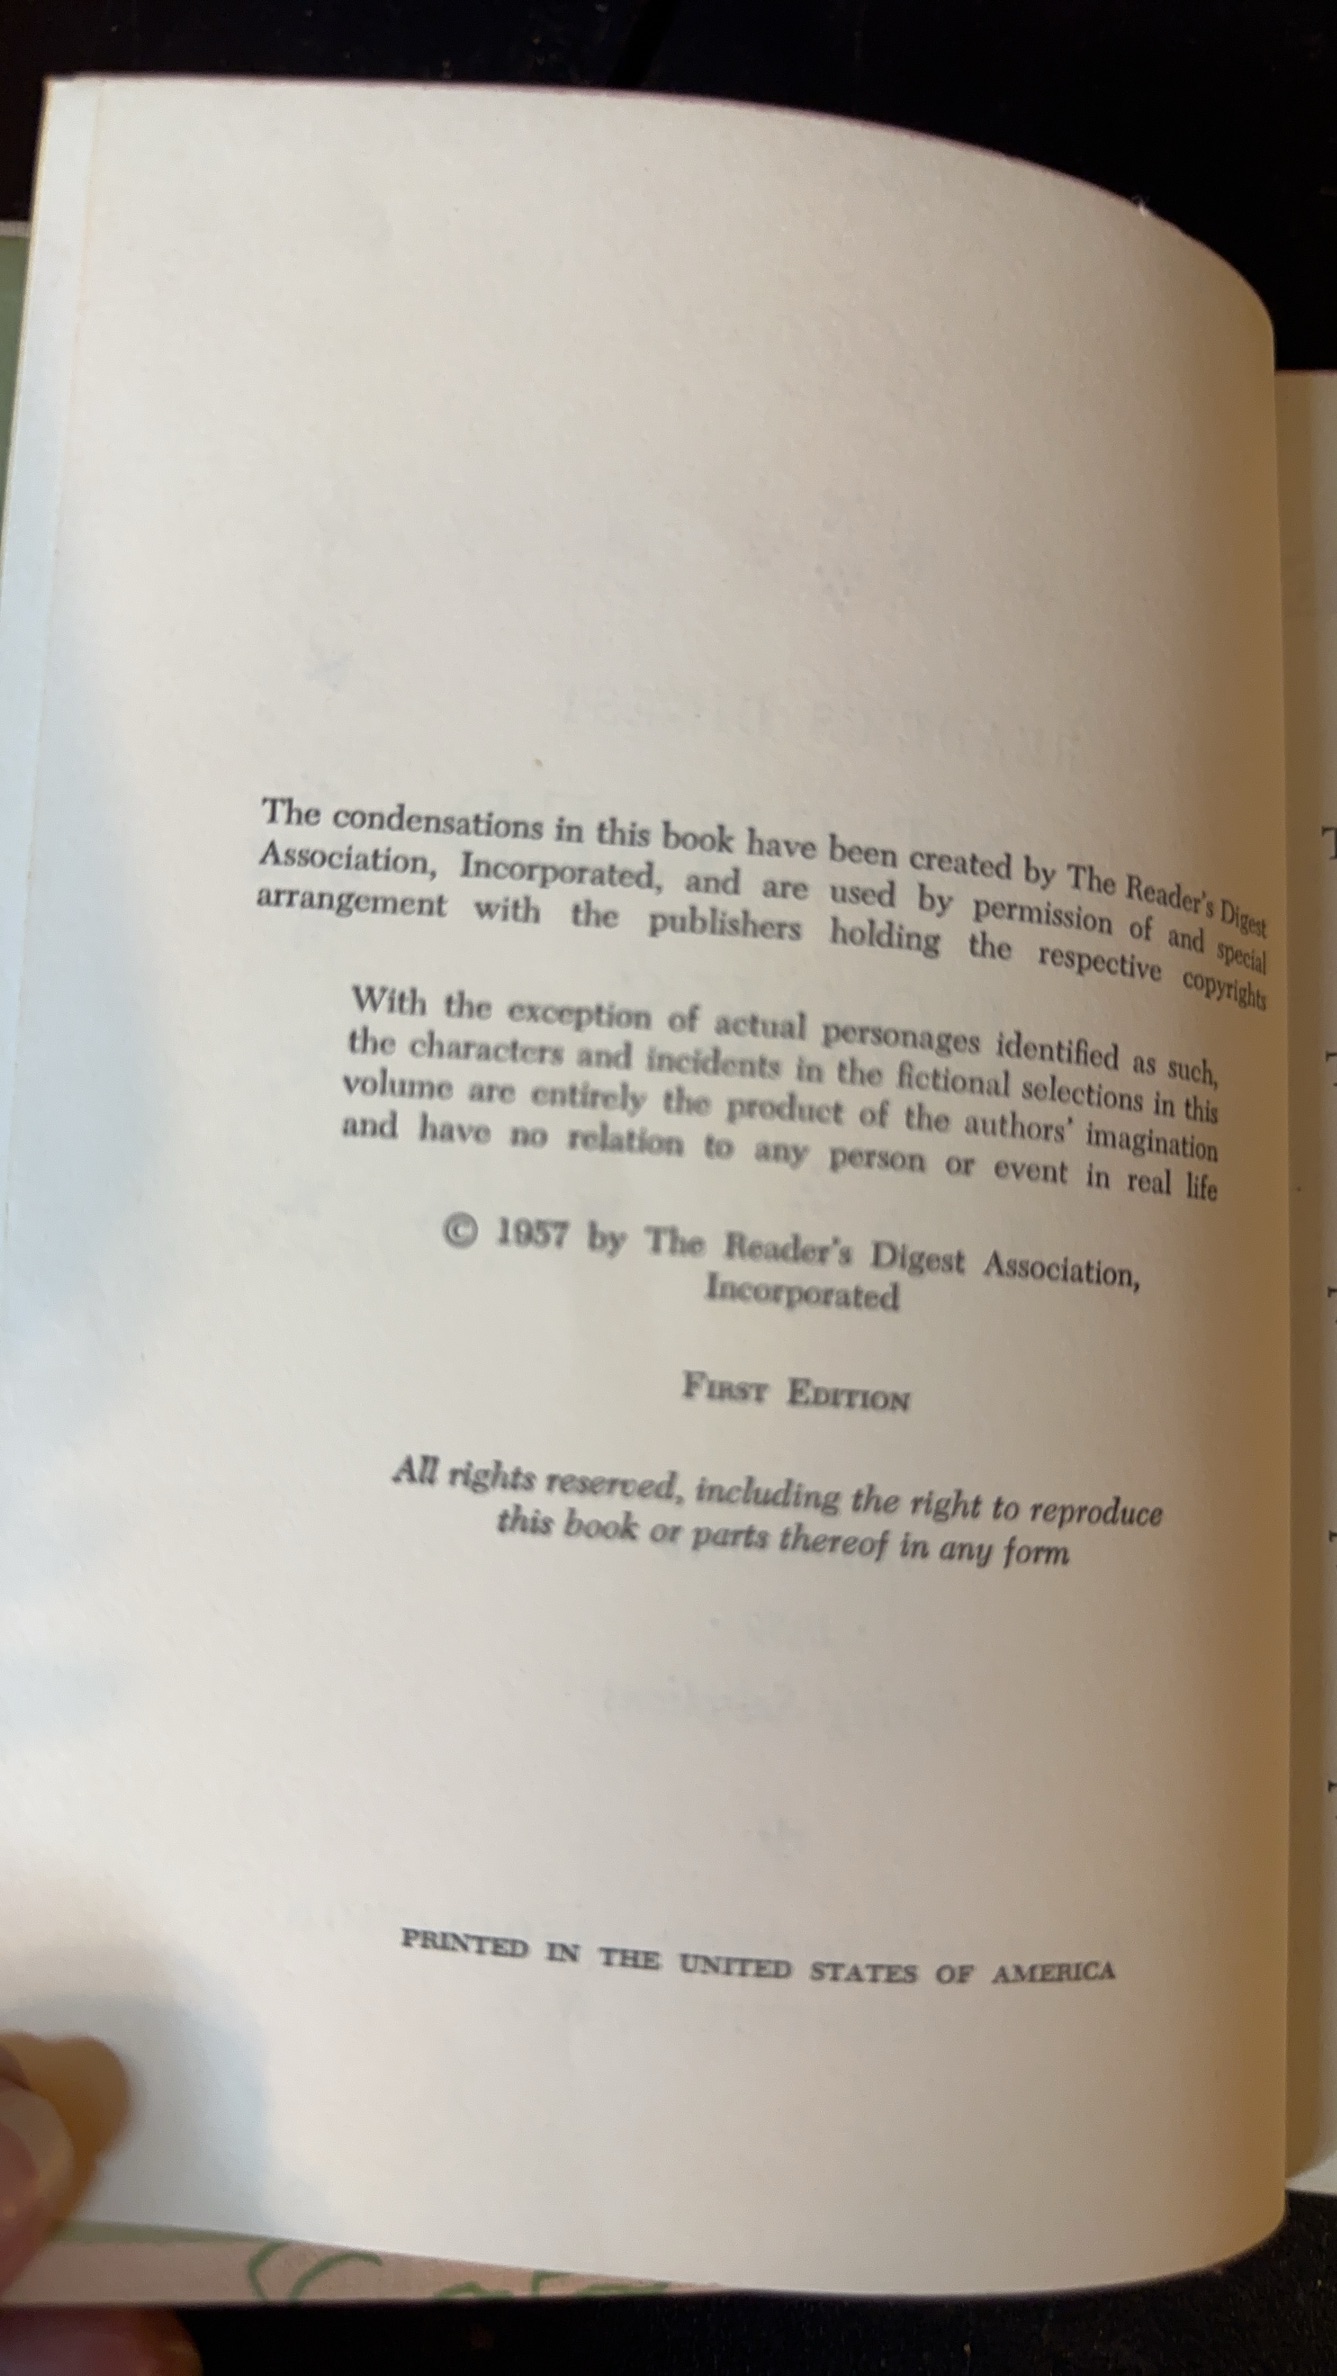 The condensations in this book have been created by The Reader's Digest
Association, Incorporated, and are used by permission of and special
arrangement with the publishers holding the respective copyrights
With the exception of actual personages identified as such,
the characters and incidents in the fictional selections in this
volume are entirely the product of the authors' imagination
and have no relation to any person or event in real life
© 1957 by The Reader's Digest Association,
Incorporated
FIRST EDITION
All rights reserved, including the right to reproduce
this book or parts thereof in any form
PRINTED IN THE UNITED STATES OF AMERICA